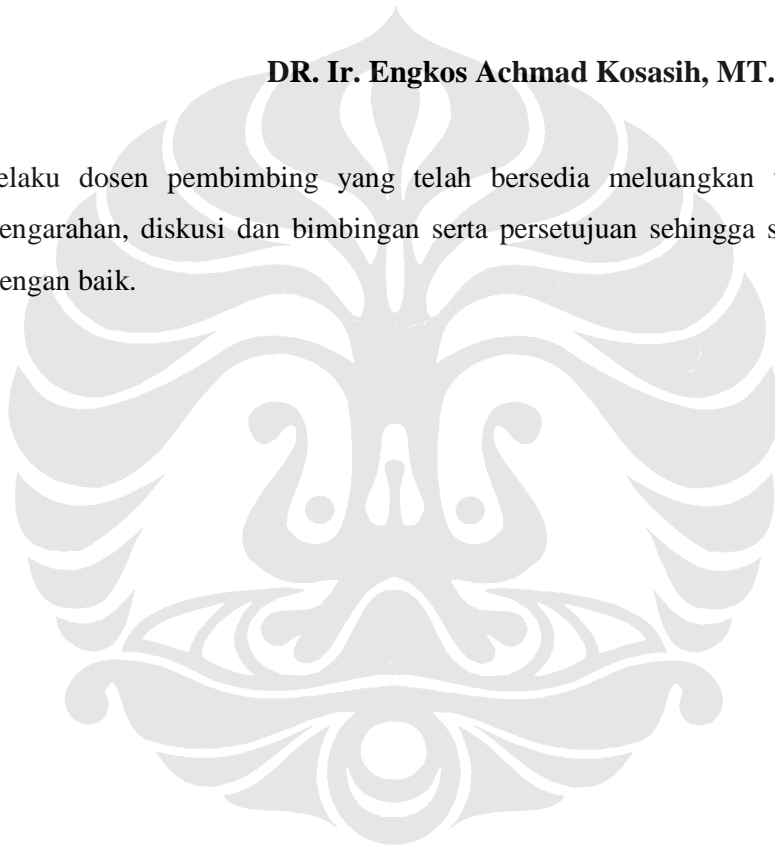 DR. Ir. Engkos Achmad Kosasih, MT.
elaku dosen pembimbing yang telah bersedia meluangkan
engarahan, diskusi dan bimbingan serta persetujuan sehingga s
engan baik.